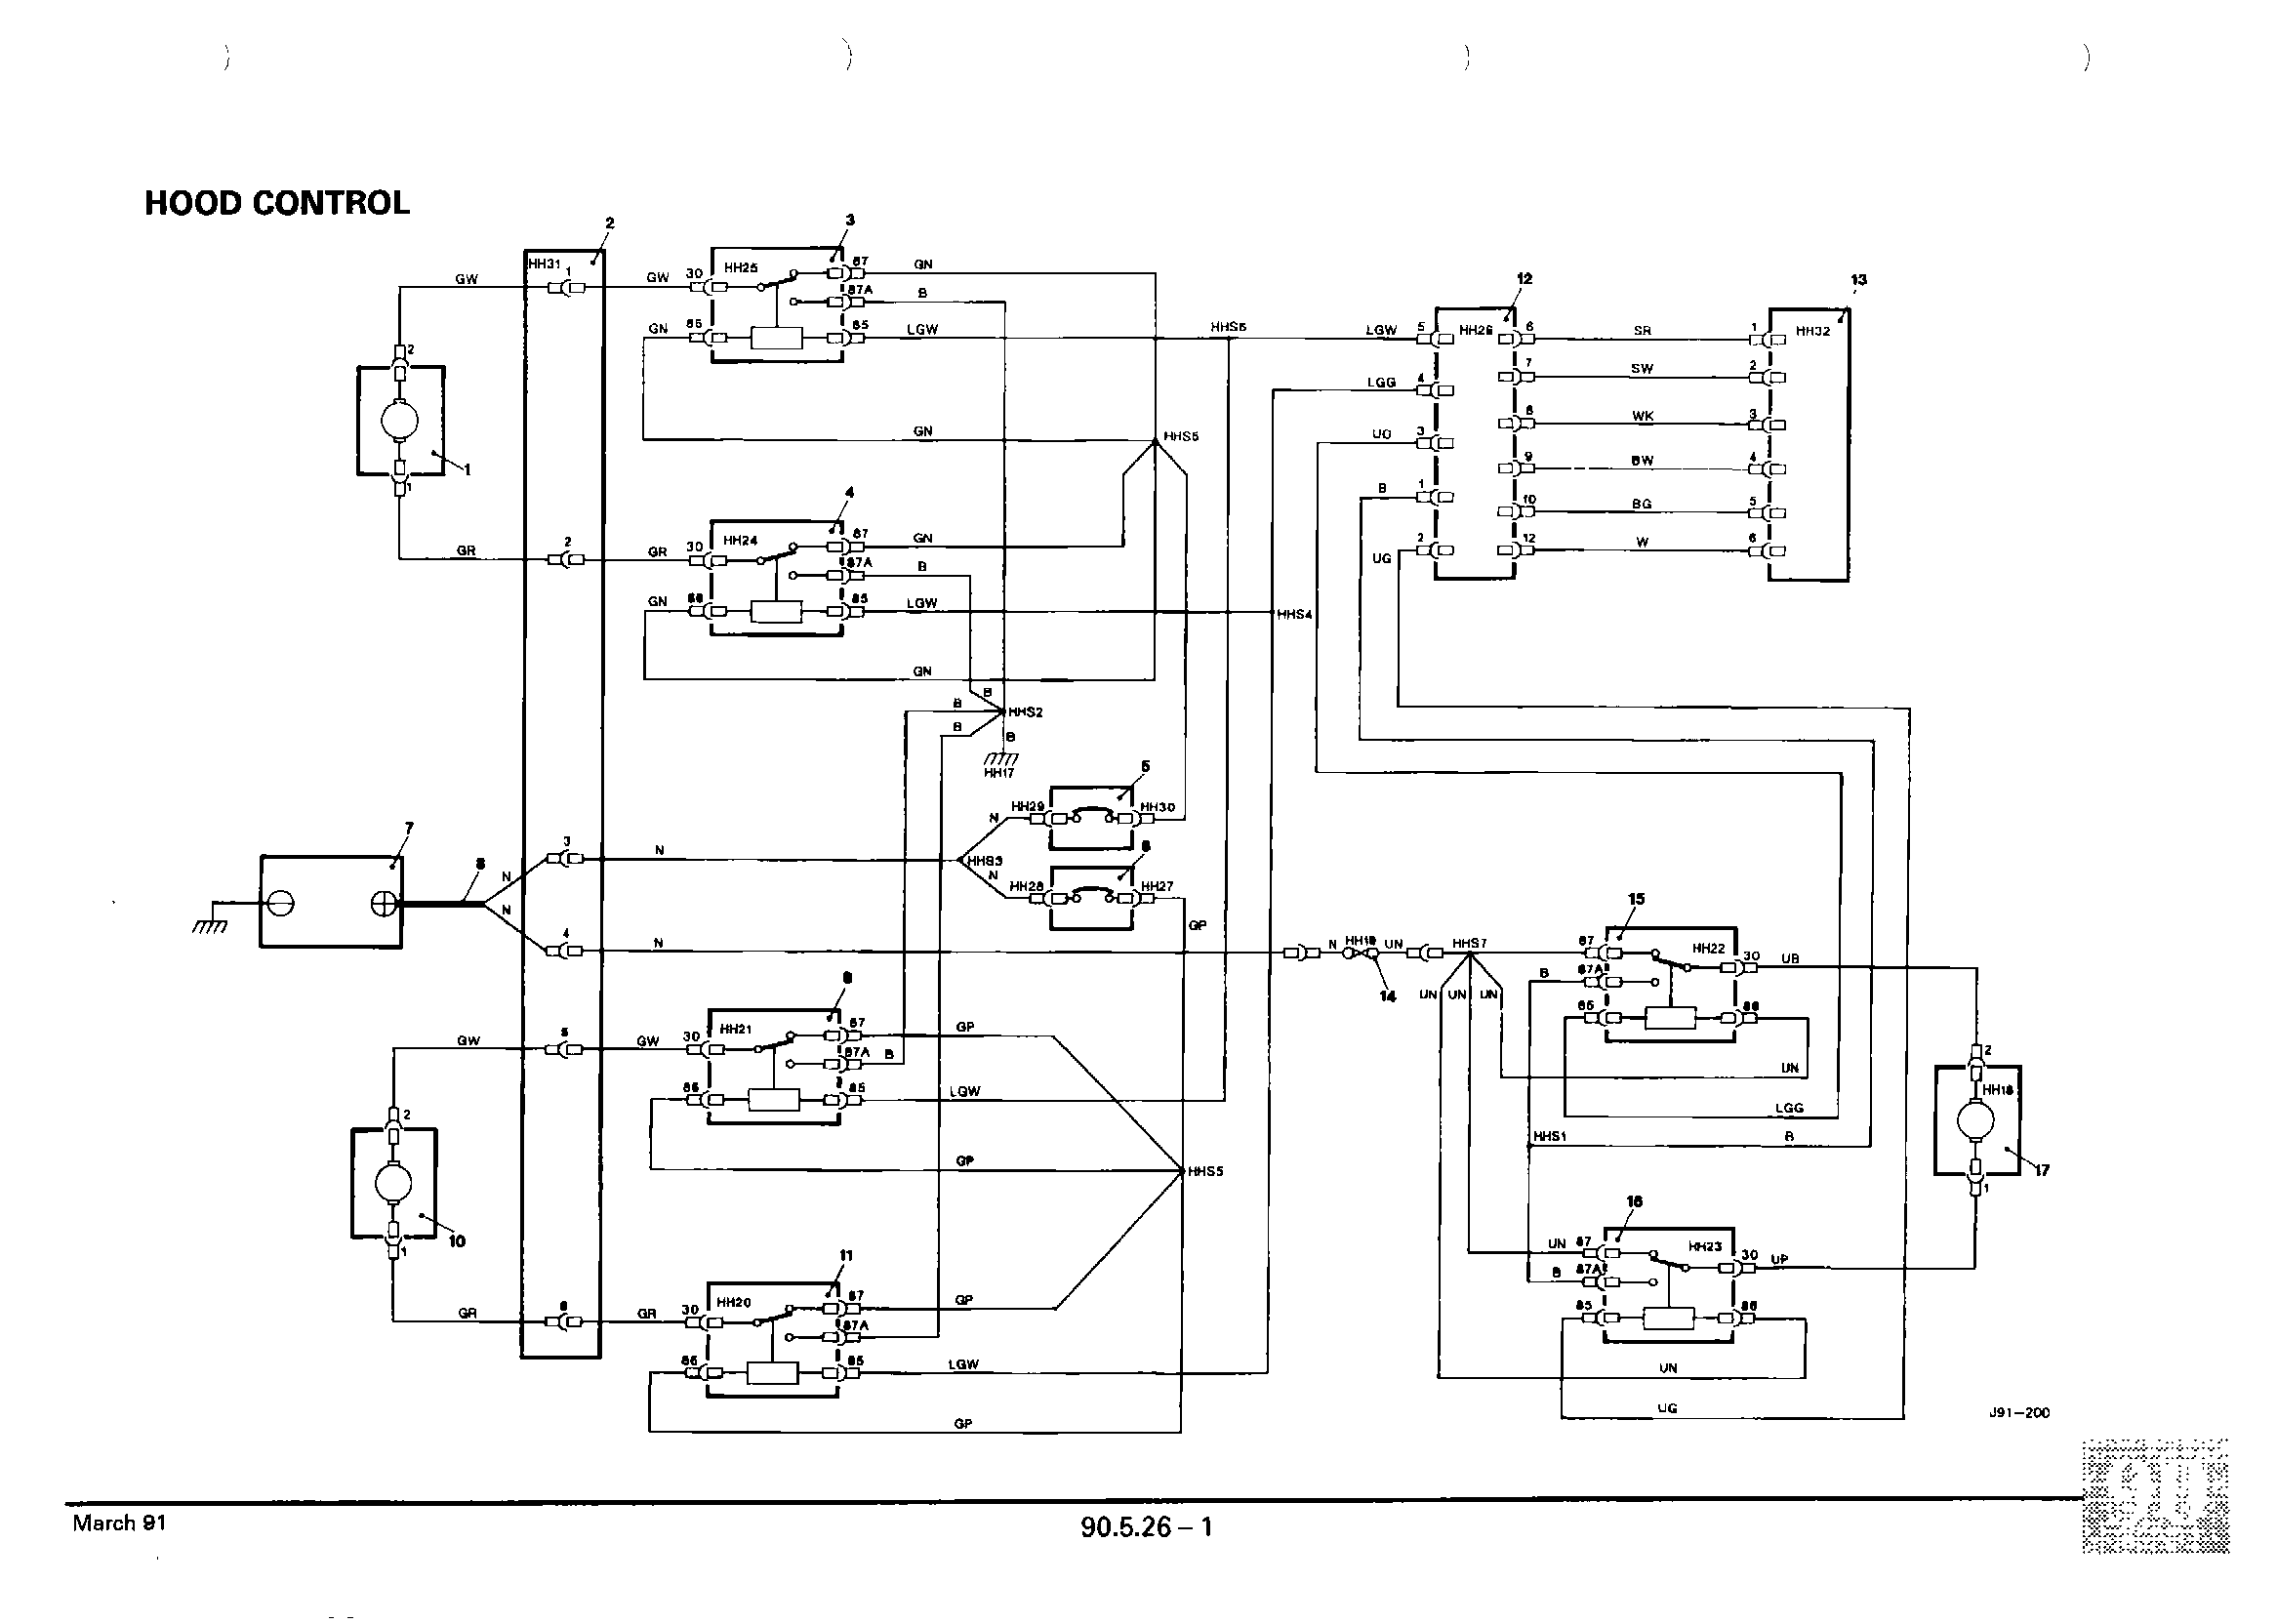 HOOD CONTROL
2
3
HH31
1
GW
GW
30
HH25
87
GN
87A
B
12
13
GN
86
85
LGW
HHS6
LGW
5
HH26
6
SR
1
HH32
2
7
SW
2
LGG
4
8
WK
3
GN
HHS6
UO
3
1
9
BW
4
1
4
B
1
10
BG
5
GR
2
GR
30
HH24
87
GN
87A
B
UG
2
12
W
6
GN
86
85
LGW
HHS4
GN
B
B
HHS2
B
B
HH17
5
HH29
HH30
N
7
8
3
N
HHS3
6
N
N
HH28
HH27
N
4
N
GP
15
N
HH19
UN
HHS7
14
87
HH22
30
UB
B
87A
UN
UN
UN
85
86
9
GW
5
GW
30
HH21
87
GP
87A
B
UN
2
86
85
LGW
HH18
2
LGG
HHS1
B
17
GP
HHS5
1
10
1
16
11
UN
87
HH23
30
UP
B
87A
GR
6
GR
30
HH20
87
GP
87A
85
86
86
85
LGW
UN
GP
UG
J91-200
March 91
90.5.26 – 1